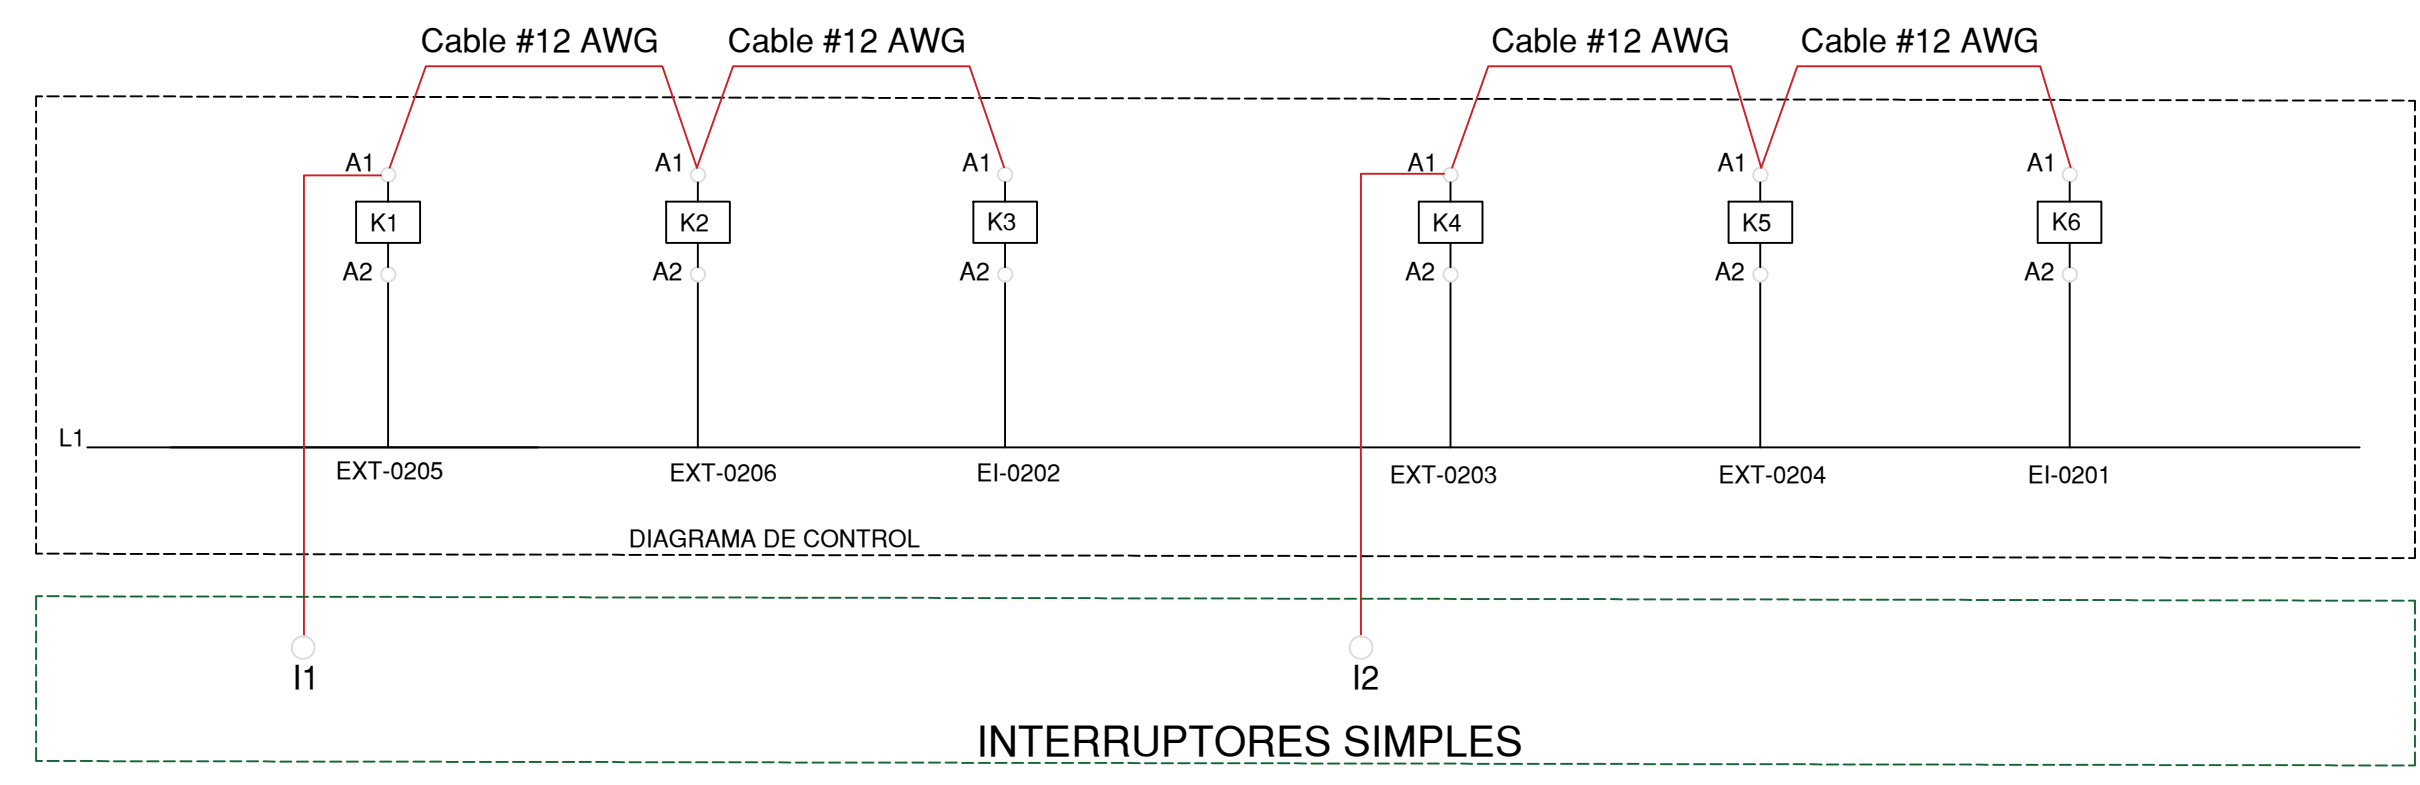 Cable #12 AWG Cable #12 AWG Cable #12 AWG Cable #12 AWG
A1 A1 A1 A1 A1 A1
K1 K2 K3 K4 K5 K6
A2 A2 A2 A2 A2 A2
L1
EXT-0205 EXT-0206 EI-0202 EXT-0203 EXT-0204 EI-0201
DIAGRAMA DE CONTROL
I1 I2
INTERRUPTORES SIMPLES